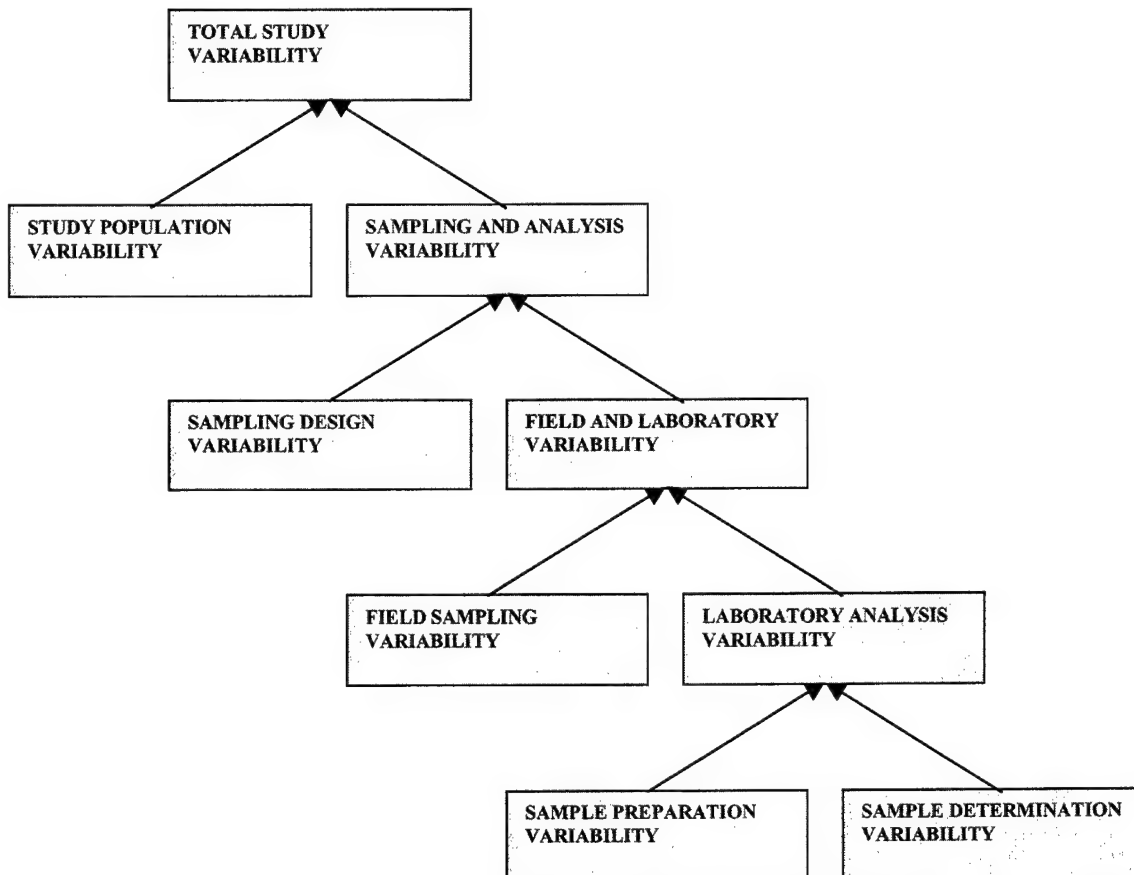 TOTAL STUDY
VARIABILITY
STUDY POPULATION
VARIABILITY
SAMPLING AND ANALYSIS
VARIABILITY
SAMPLING DESIGN
VARIABILITY
FIELD AND LABORATORY
VARIABILITY
FIELD SAMPLING
VARIABILITY
LABORATORY ANALYSIS
VARIABILITY
SAMPLE PREPARATION
VARIABILITY
SAMPLE DETERMINATION
VARIABILITY